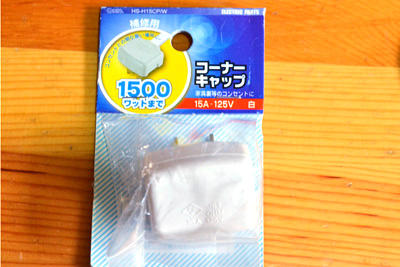 HS-H15CP/W
ELECTRIC PARTS
補修用
1500
ワットまで
コーナー
キャップ
家具裏等のコンセントに
15A-125V 白